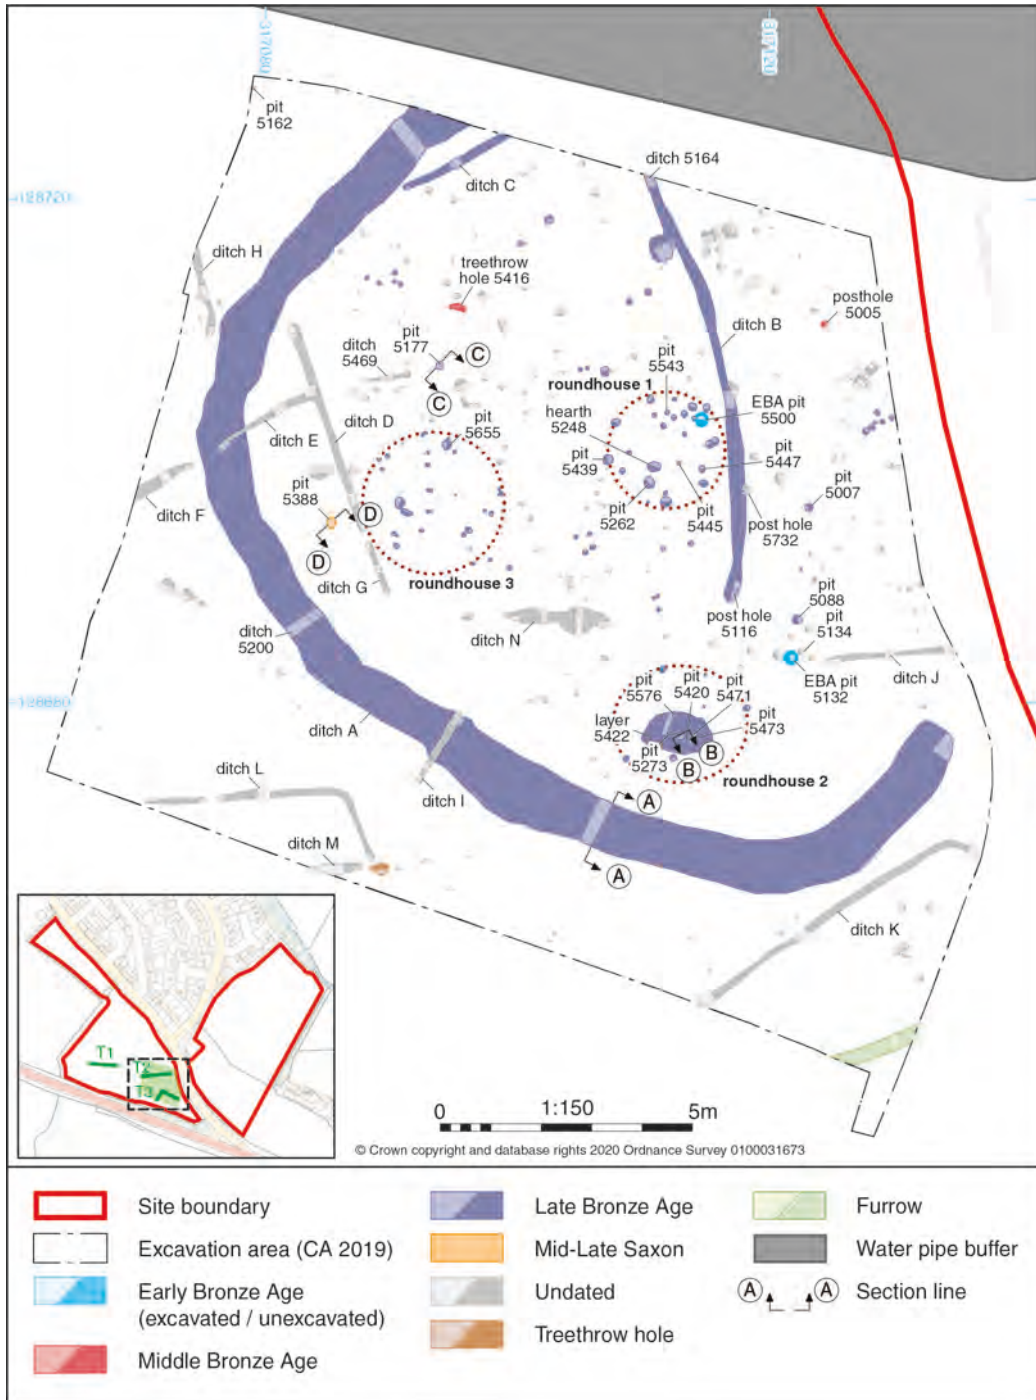 317080
317120
pit
5162
ditch 5164
ditch C
128720
ditch H
treethrow
hole 5416
posthole
5005
pit
5177
ditch
5469
C
C
ditch B
pit
5543
roundhouse 1
EBA pit
5500
hearth
5248
ditch E
ditch D
pit
5655
pit
5439
pit
5447
pit
5388
pit
5007
ditch F
D
D
pit
5262
pit
5445
post hole
5732
ditch G
roundhouse 3
pit
5088
pit
5134
post hole
5116
ditch N
ditch
5200
EBA pit
5132
ditch J
128680
pit
5576
pit
5420
pit
5471
pit
5473
layer
5422
ditch A
pit
5273
B
B
roundhouse 2
ditch L
ditch I
A
A
ditch M
ditch K
T1
T2
T3
0
1:150
5m
© Crown copyright and database rights 2020 Ordnance Survey 0100031673
Site boundary
Excavation area (CA 2019)
Early Bronze Age
(excavated / unexcavated)
Middle Bronze Age
Late Bronze Age
Mid-Late Saxon
Undated
Treethrow hole
Furrow
Water pipe buffer
A
A
Section line